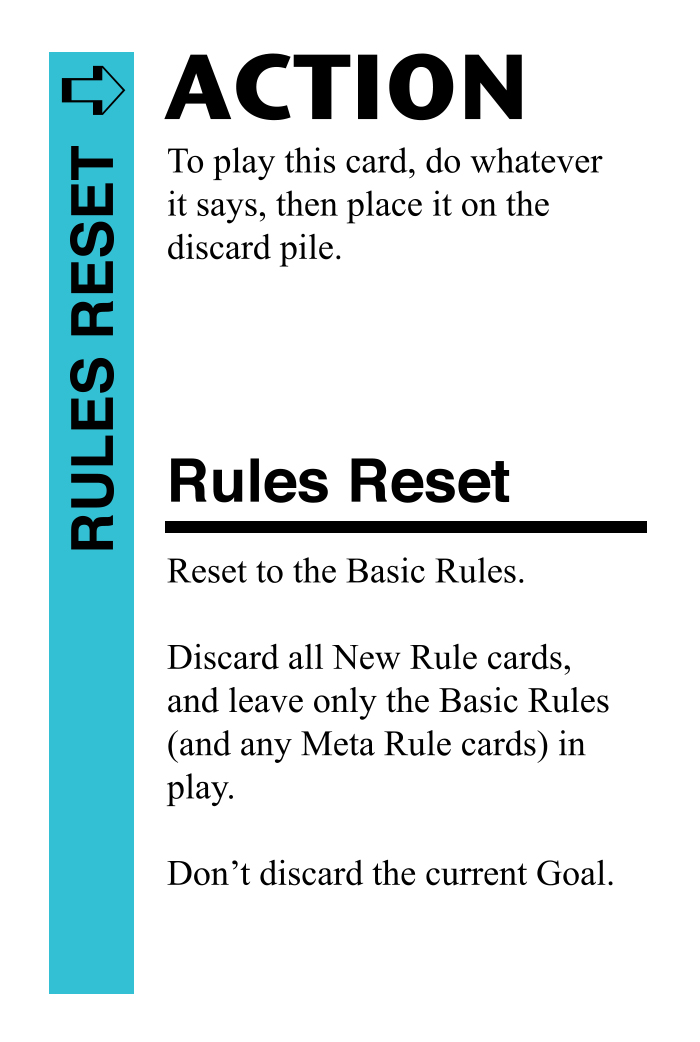 RULES RESET
ACTION
To play this card, do whatever
it says, then place it on the
discard pile.
Rules Reset
Reset to the Basic Rules.
Discard all New Rule cards,
and leave only the Basic Rules
(and any Meta Rule cards) in
play.
Don’t discard the current Goal.